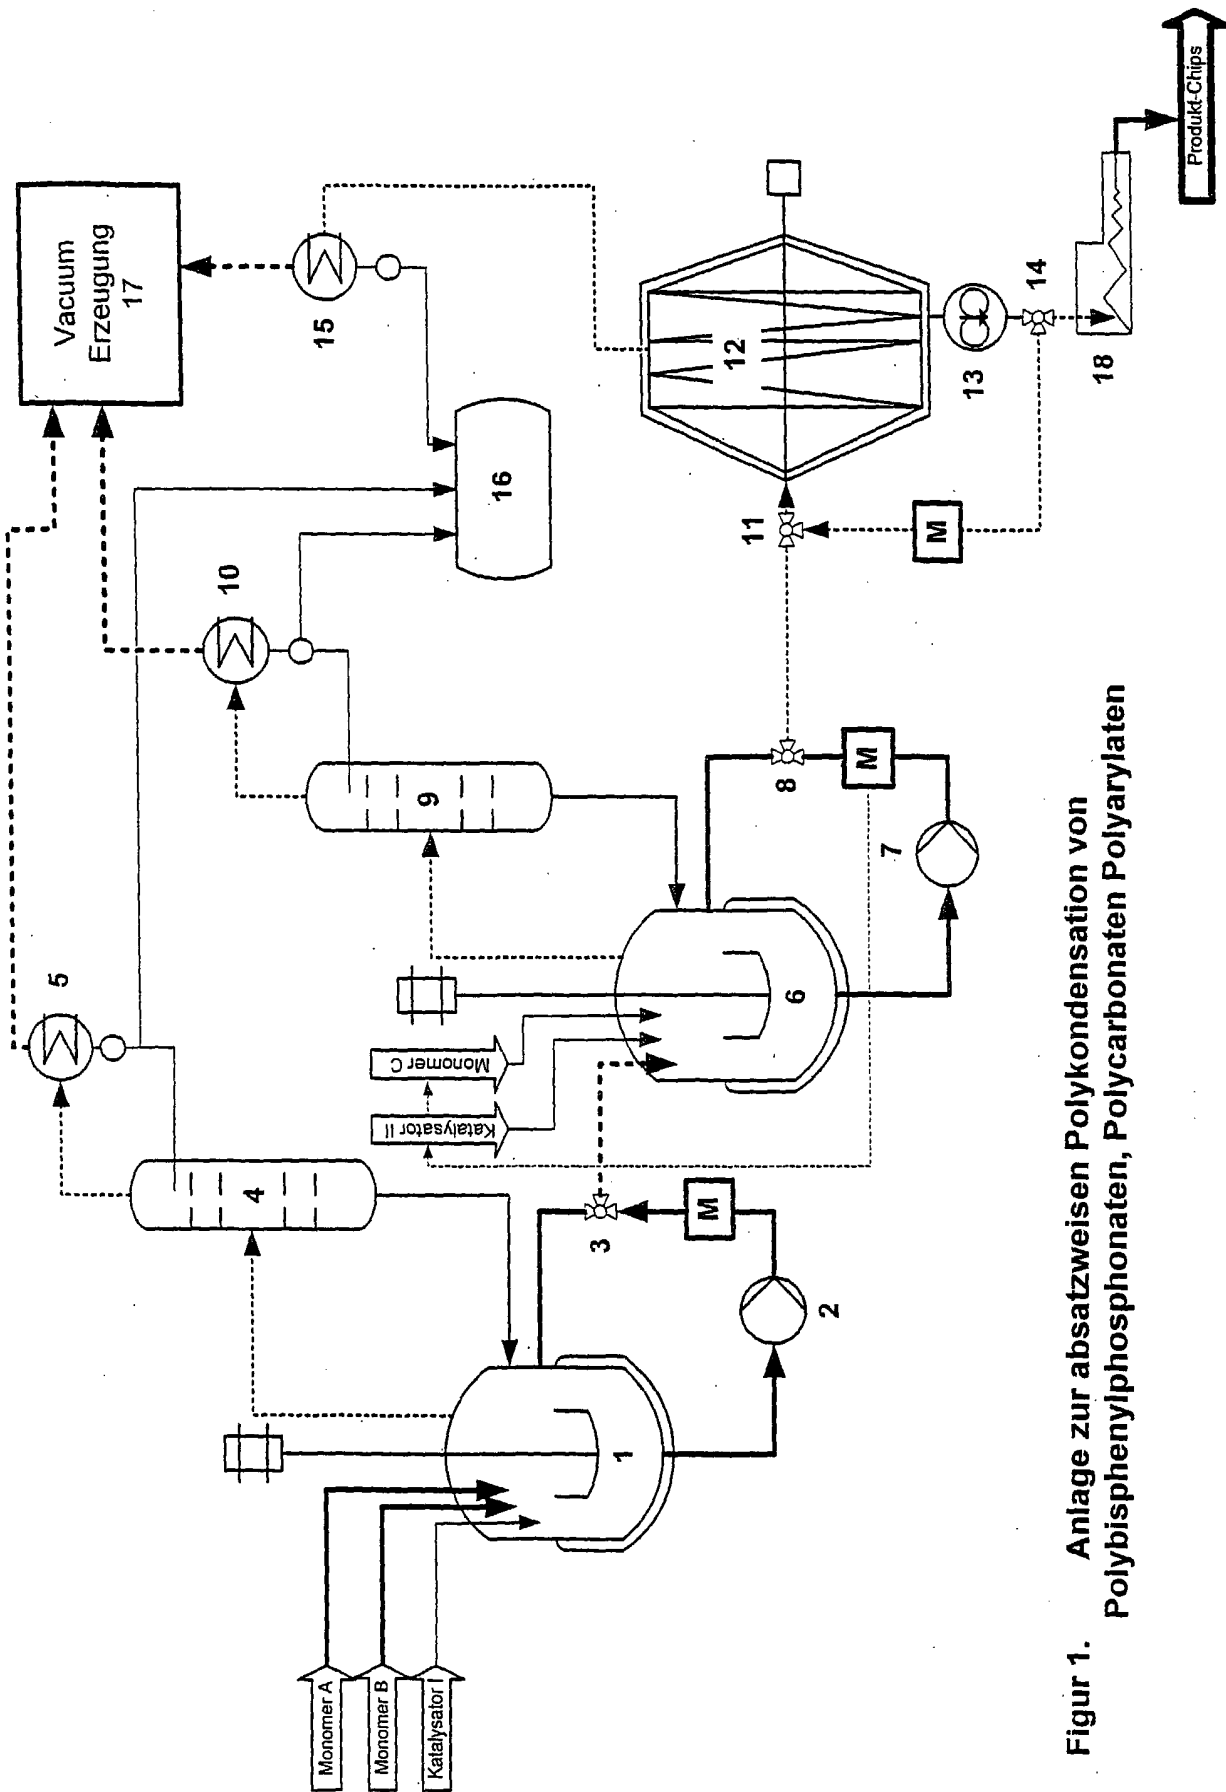 Vacuum
Erzeugung
17
5
10
15
4
9
16
Monomer A
Monomer B
Katalysator I
Katalysator II
Monomer C
1
6
11
12
3
8
13
14
M
M
M
2
7
18
Produkt-Chips
Figur 1. Anlage zur absatzweisen Polykondensation von
Polybisphenylphosphonaten, Polycarbonaten Polyarylaten